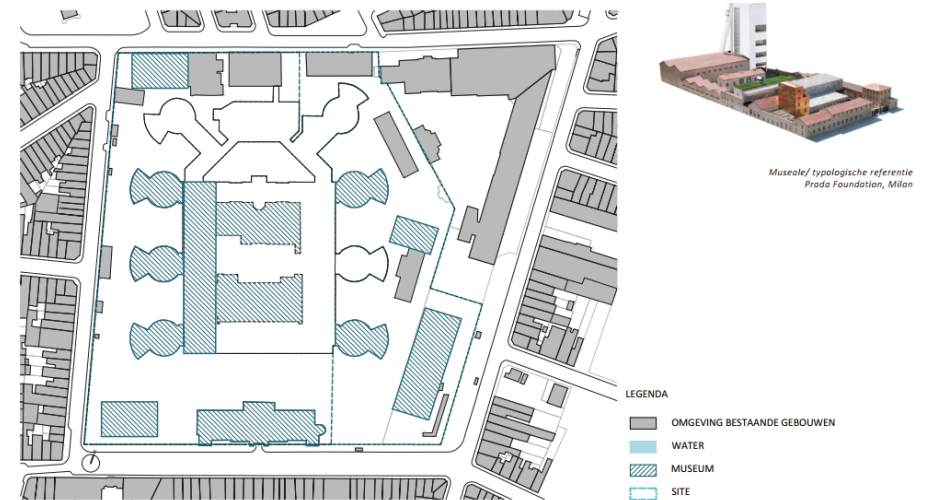 Museale/ typologische referentie
Prada Foundation, Milan
LEGENDA
OMGEVING BESTAANDE GEBOUWEN
WATER
MUSEUM
SITE